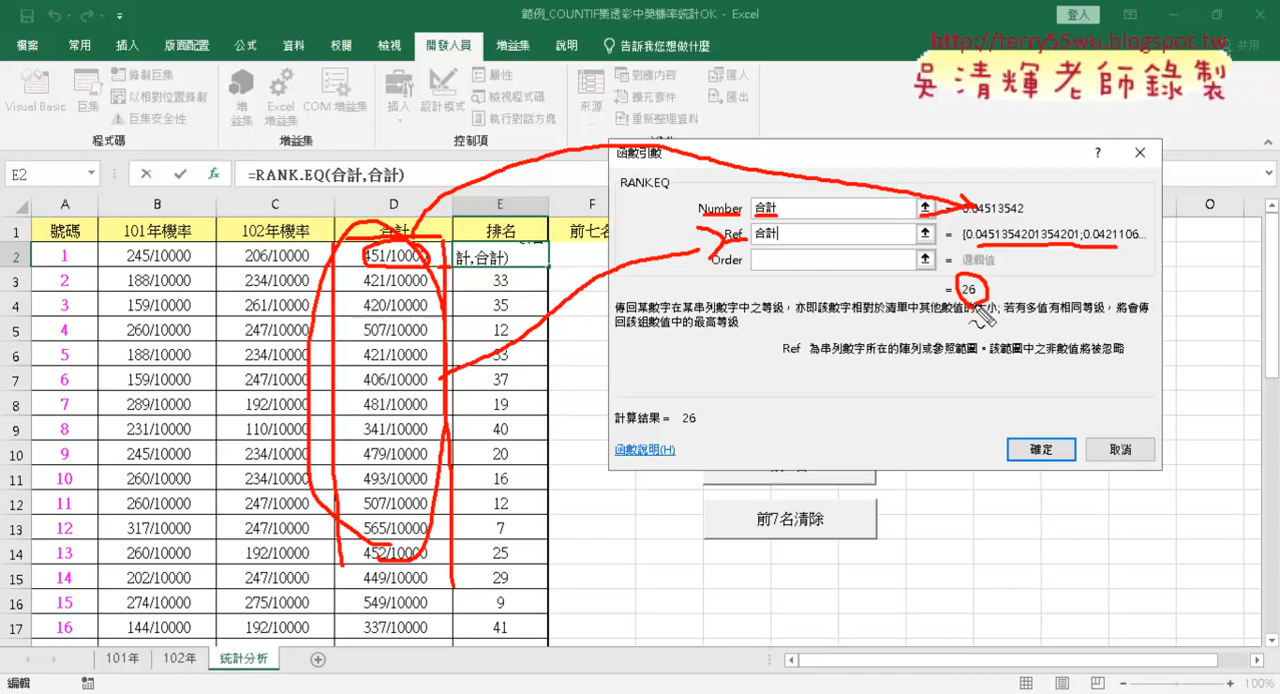 範例_COUNTIF樂透彩中獎機率統計OK - Excel
登入
檔案 常用 插入 版面配置 公式 資料 校閱 檢視 開發人員 增益集 說明 告訴我您想做什麼 共用
http://terry55wu.blogspot.tw
吳清輝老師錄製
Visual Basic 巨集 錄製巨集 以相對位置錄製 巨集安全性
增益集 Excel 增益集 COM 增益集
插入 設計模式 屬性 檢視程式碼 執行對話方塊
來源 對應內容 擴充套件 重新整理資料 匯入 匯出
程式碼 增益集 控制項
E2 fx =RANK.EQ(合計,合計)
A B C D E F O
1 號碼 101年機率 102年機率 合計 排名 前七名
2 1 245/10000 206/10000 451/10000 計,合計)
3 2 188/10000 234/10000 421/10000 33
4 3 159/10000 261/10000 420/10000 35
5 4 260/10000 247/10000 507/10000 12
6 5 188/10000 234/10000 421/10000 33
7 6 159/10000 247/10000 406/10000 37
8 7 289/10000 192/10000 481/10000 19
9 8 231/10000 110/10000 341/10000 40
10 9 245/10000 234/10000 479/10000 20
11 10 260/10000 234/10000 493/10000 16
12 11 260/10000 247/10000 507/10000 12
13 12 317/10000 247/10000 565/10000 7
14 13 260/10000 192/10000 452/10000 25
15 14 202/10000 247/10000 449/10000 29
16 15 274/10000 275/10000 549/10000 9
17 16 144/10000 192/10000 337/10000 41
函數引數 ?
RANK.EQ
Number 合計 = 0.04513542
Ref 合計 = {0.0451354201354201;0.0421106...
Order = 邏輯值
= 26
傳回某數字在某串列數字中之等級，亦即該數字相對於清單中其他數值的大小; 若有多值有相同等級，將會傳
回該組數值中的最高等級
Ref 為串列數字所在的陣列或參照範圍。該範圍中之非數值將被忽略
計算結果 = 26
函數說明(H) 確定 取消
前7名清除
101年 102年 統計分析
編輯 100%